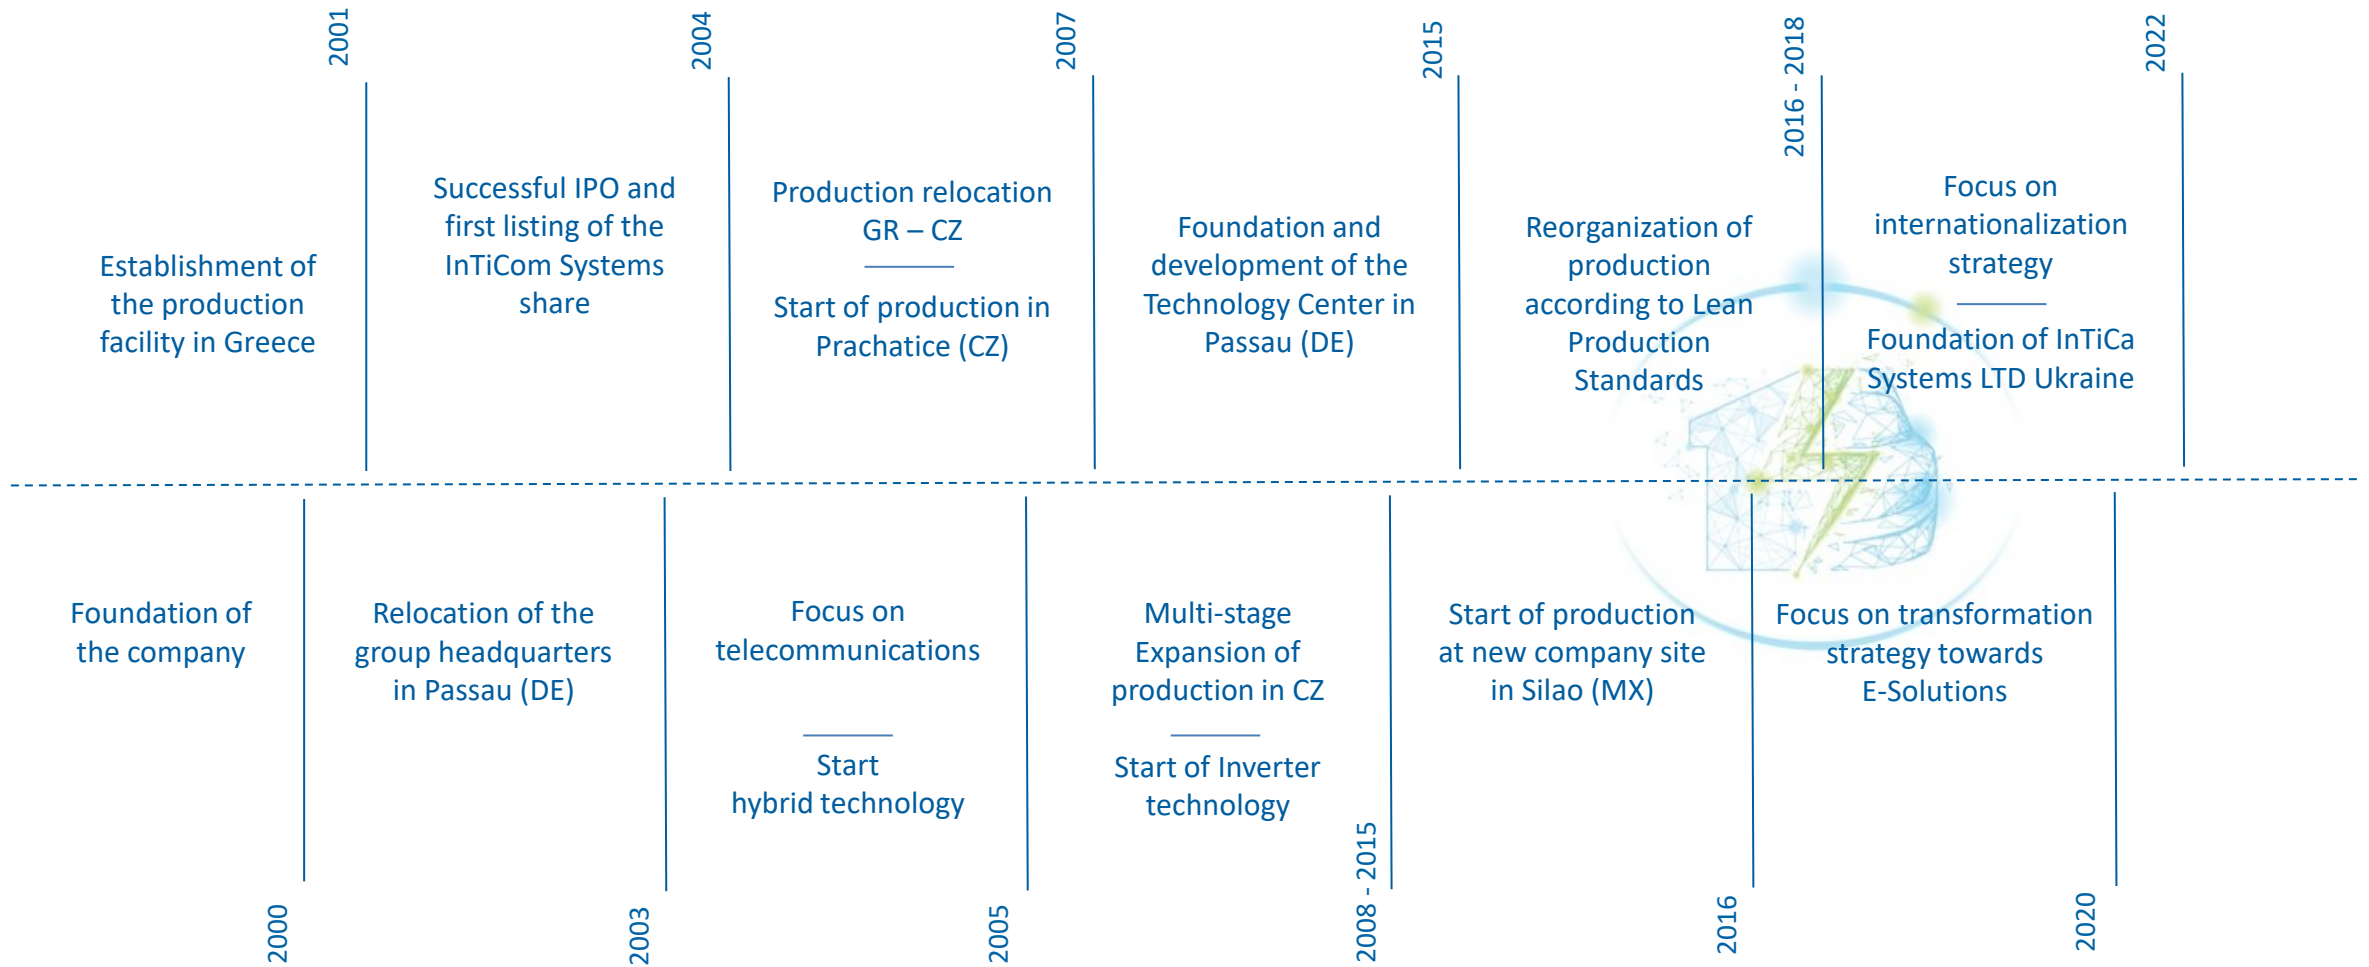 2001
Establishment of
the production
facility in Greece
2004
Successful IPO and
first listing of the
InTiCom Systems
share
2007
Production relocation
GR – CZ
Start of production in
Prachatice (CZ)
2015
Foundation and
development of the
Technology Center in
Passau (DE)
2016 - 2018
Reorganization of
production
according to Lean
Production
Standards
2022
Focus on
internationalization
strategy
Foundation of InTiCa
Systems LTD Ukraine
Foundation of
the company
2000
Relocation of the
group headquarters
in Passau (DE)
2003
Focus on
telecommunications
Start
hybrid technology
2005
Multi-stage
Expansion of
production in CZ
Start of Inverter
technology
2008 - 2015
Start of production
at new company site
in Silao (MX)
2016
Focus on transformation
strategy towards
E-Solutions
2020